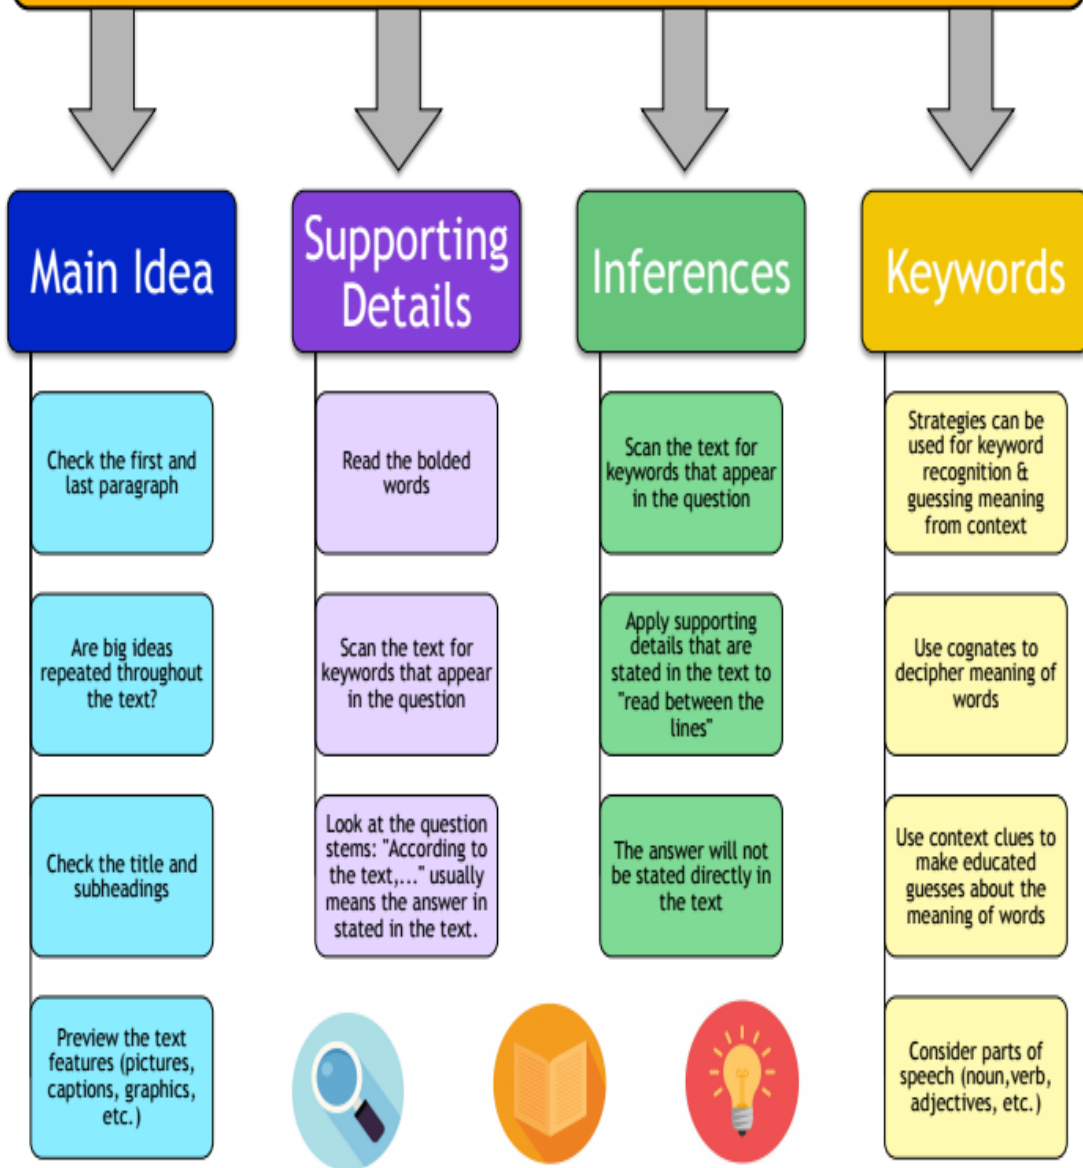 Main Idea
Check the first and
last paragraph
Are big ideas
repeated throughout
the text?
Check the title and
subheadings
Preview the text
features (pictures,
captions, graphics,
etc.)
Supporting
Details
Read the bolded
words
Scan the text for
keywords that appear
in the question
Look at the question
stems: "According to
the text,..." usually
means the answer in
stated in the text.
Inferences
Scan the text for
keywords that appear
in the question
Apply supporting
details that are
stated in the text to
"read between the
lines"
The answer will not
be stated directly in
the text
Keywords
Strategies can be
used for keyword
recognition &
guessing meaning
from context
Use cognates to
decipher meaning of
words
Use context clues to
make educated
guesses about the
meaning of words
Consider parts of
speech (noun,verb,
adjectives, etc.)